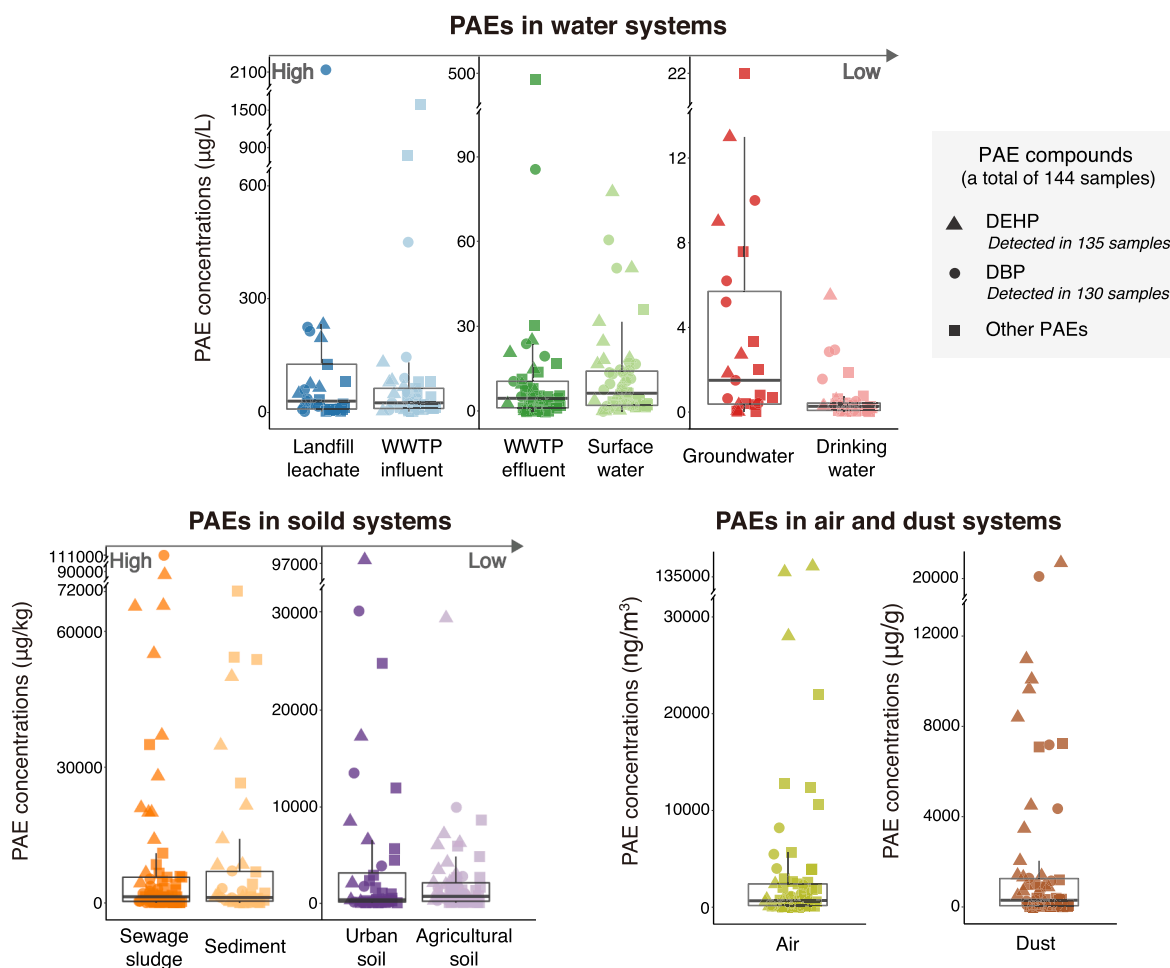 PAEs in water systems
High
Low
PAE concentrations (µg/L)
2100
1500
900
600
300
0
500
90
60
30
0
22
12
8
4
0
Landfill
leachate
WWTP
influent
WWTP
effluent
Surface
water
Groundwater
Drinking
water
PAE compounds
(a total of 144 samples)
DEHP
Detected in 135 samples
DBP
Detected in 130 samples
Other PAEs
PAEs in soild systems
High
Low
PAE concentrations (µg/kg)
111000
90000
72000
60000
30000
0
97000
30000
20000
10000
0
Sewage
sludge
Sediment
Urban
soil
Agricultural
soil
PAEs in air and dust systems
PAE concentrations (ng/m³)
135000
30000
20000
10000
0
Air
PAE concentrations (µg/g)
20000
12000
8000
4000
0
Dust